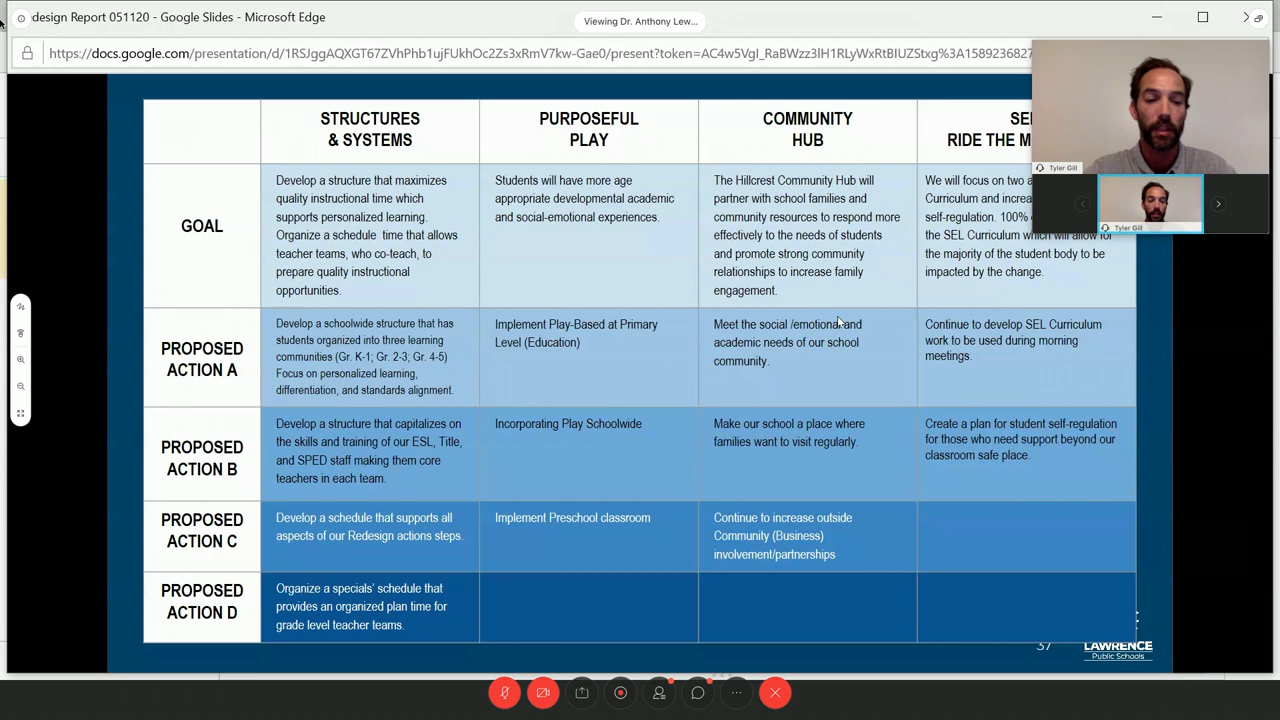 design Report 051120 - Google Slides - Microsoft Edge
Viewing Dr. Anthony Lew...
https://docs.google.com/presentation/d/1RSJggAQXGT67ZVhPhb1ujFUkhOc2Zs3xRmV7kw-Gae0/present?token=AC4w5VgI_RaBWzz3lH1RLyWxRtBIUZStxg%3A1589236827
Tyler Gill
Tyler Gill
STRUCTURES
& SYSTEMS
PURPOSEFUL
PLAY
COMMUNITY
HUB
RIDE THE
GOAL
Develop a structure that maximizes
quality instructional time which
supports personalized learning.
Organize a schedule time that allows
teacher teams, who co-teach, to
prepare quality instructional
opportunities.
Students will have more age
appropriate developmental academic
and social-emotional experiences.
The Hillcrest Community Hub will
partner with school families and
community resources to respond more
effectively to the needs of students
and promote strong community
relationships to increase family
engagement.
We will focus on two
Curriculum and
self-regulation. 100%
the SEL Curriculum which will allow for
the majority of the student body to be
impacted by the change.
PROPOSED
ACTION A
Develop a schoolwide structure that has
students organized into three learning
communities (Gr. K-1; Gr. 2-3; Gr. 4-5)
Focus on personalized learning,
differentiation, and standards alignment.
Implement Play-Based at Primary
Level (Education)
Meet the social /emotional and
academic needs of our school
community.
Continue to develop SEL Curriculum
work to be used during morning
meetings.
PROPOSED
ACTION B
Develop a structure that capitalizes on
the skills and training of our ESL, Title,
and SPED staff making them core
teachers in each team.
Incorporating Play Schoolwide
Make our school a place where
families want to visit regularly.
Create a plan for student self-regulation
for those who need support beyond our
classroom safe place.
PROPOSED
ACTION C
Develop a schedule that supports all
aspects of our Redesign actions steps.
Implement Preschool classroom
Continue to increase outside
Community (Business)
involvement/partnerships
PROPOSED
ACTION D
Organize a specials' schedule that
provides an organized plan time for
grade level teacher teams.
37
LAWRENCE
Public Schools